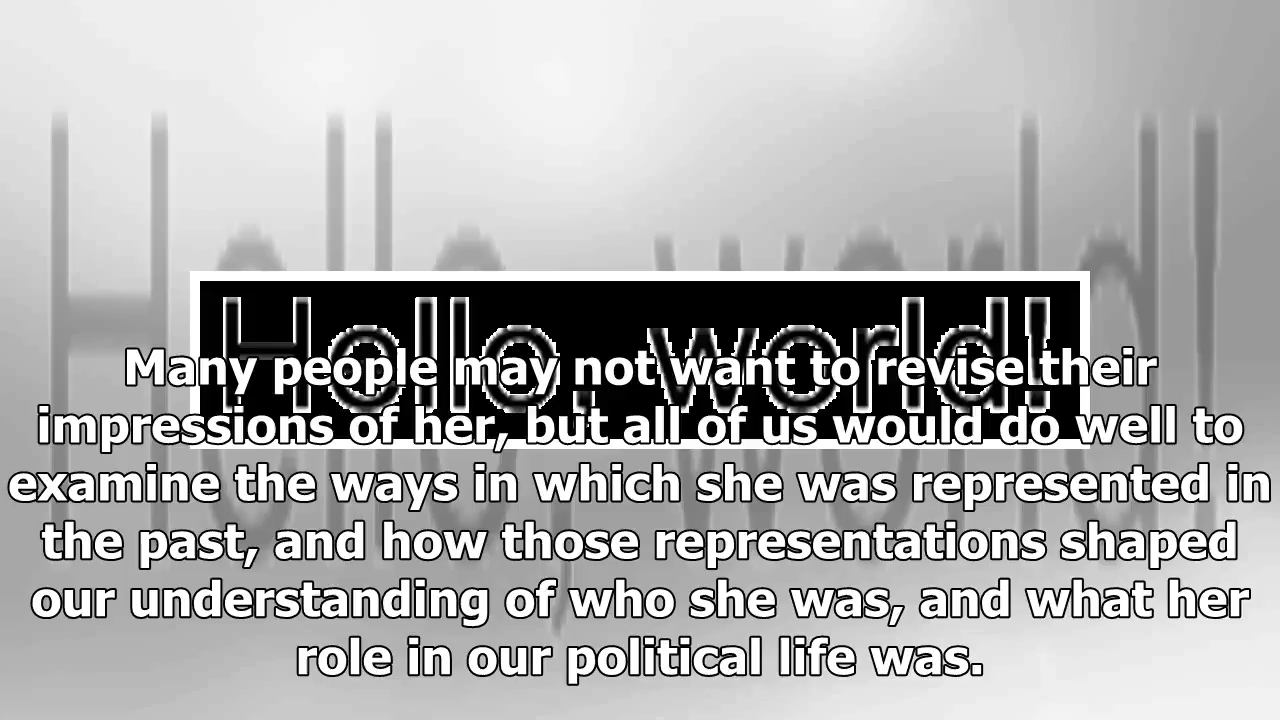 Hello, world!
Hello, world!
Many people may not want to revise their
impressions of her, but all of us would do well to
examine the ways in which she was represented in
the past, and how those representations shaped
our understanding of who she was, and what her
role in our political life was.